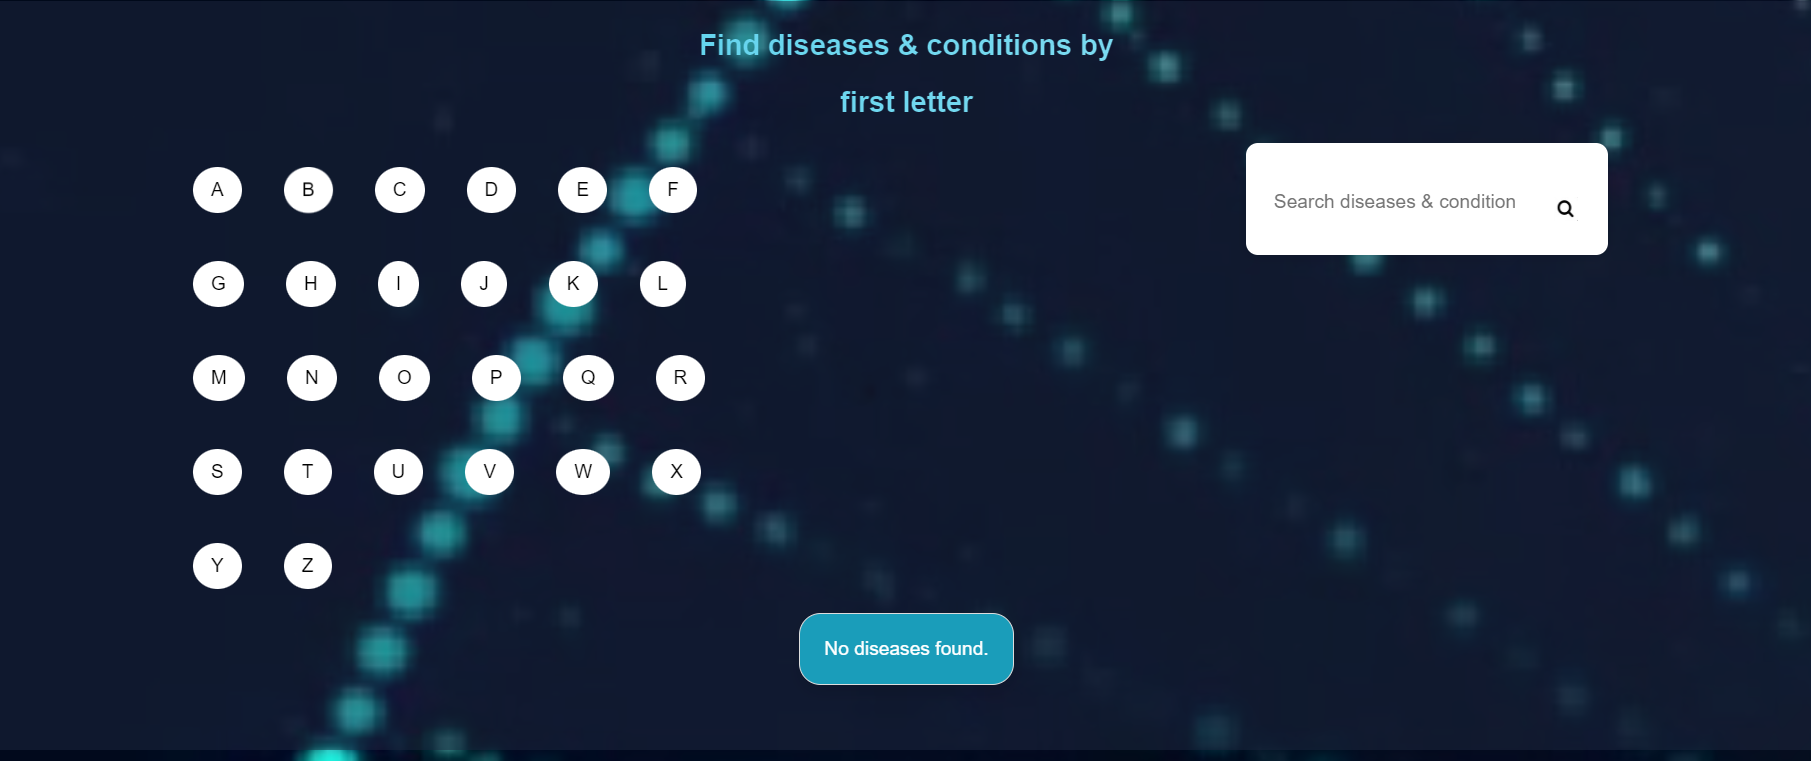 Find diseases & conditions by
first letter
A B C D E F
Search diseases & condition
G H I J K L
M N O P Q R
S T U V W X
Y Z
No diseases found.